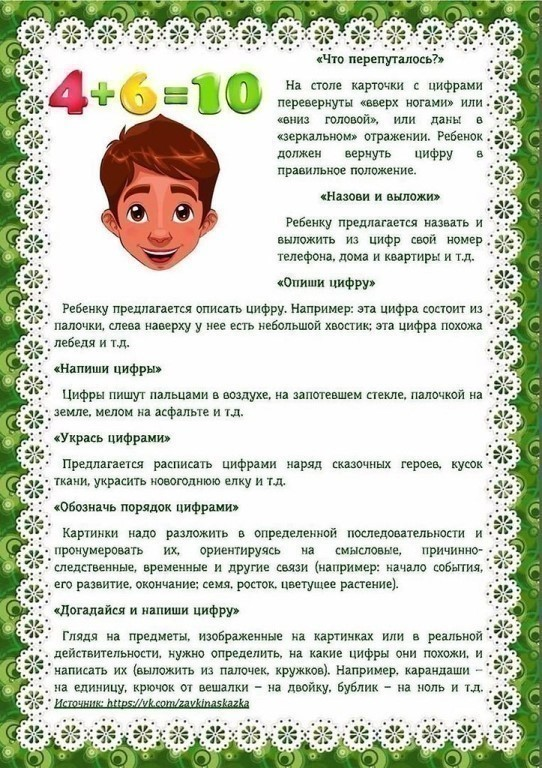 4+6=10
«Что перепуталось?»
На столе карточки с цифрами
перевернуты «вверх ногами» или
«вниз головой», или даны в
«зеркальном» отражении. Ребенок
должен вернуть цифру в
правильное положение.
«Назови и выложи»
Ребенку предлагается назвать и
выложить из цифр свой номер
телефона, дома и квартиры и т.д.
«Опиши цифру»
Ребенку предлагается описать цифру. Например: эта цифра состоит из
палочки, слева наверху у нее есть небольшой хвостик; эта цифра похожа
лебедя и т.д.
«Напиши цифры»
Цифры пишут пальцами в воздухе, на запотевшем стекле, палочкой на
земле, мелом на асфальте и т.д.
«Укрась цифрами»
Предлагается расписать цифрами наряд сказочных героев, кусок
ткани, украсить новогоднюю елку и т.д.
«Обозначь порядок цифрами»
Картинки надо разложить в определенной последовательности и
пронумеровать их, ориентируясь на смысловые, причинно-
следственные, временные и другие связи (например: начало события,
его развитие, окончание; семя, росток, цветущее растение).
«Догадайся и напиши цифру»
Глядя на предметы, изображенные на картинках или в реальной
действительности, нужно определить, на какие цифры они похожи, и
написать их (выложить из палочек, кружков). Например, карандаши –
на единицу, крючок от вешалки – на двойку, бублик – на ноль и т.д.
Источник: https://vk.com/zaykinaskazka